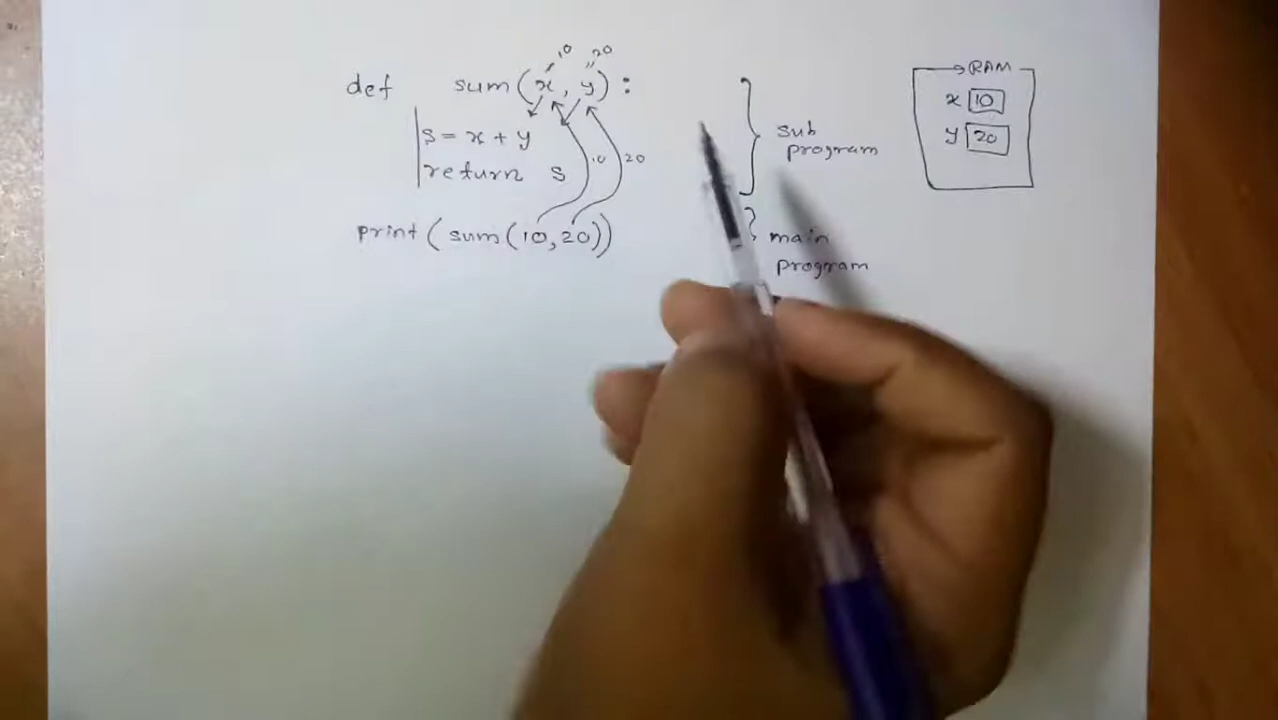 10 20
def sum(x, y):
s = x + y
return s
10 20
print(sum(10,20))
sub
program
main
program
RAM
x 10
y 20